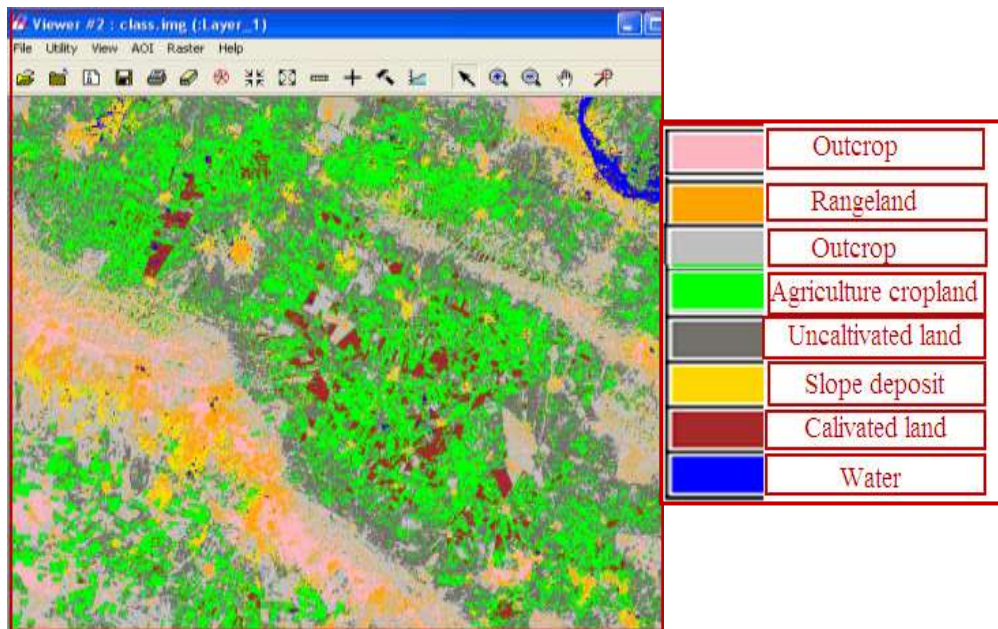 Viewer #2 : class.img (:Layer_1)
File Utility View AOI Raster Help
Outcrop
Rangeland
Outcrop
Agriculture cropland
Uncaltivated land
Slope deposit
Calivated land
Water